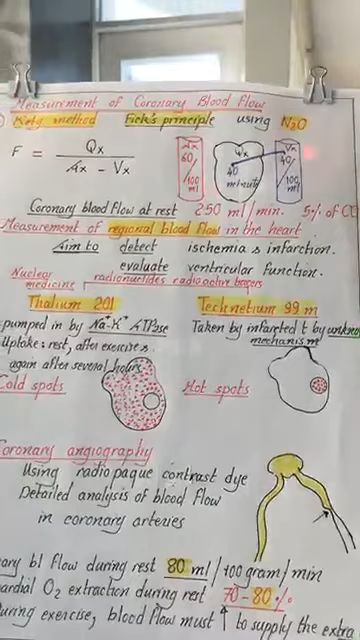 Measurement of Coronary Blood Flow
Kety method Fick's principle using N₂O
F = Qx / Ax - Vx
Ax 60/100 ml
Qx 40 ml/minute
Vx 40/100 ml
Coronary blood flow at rest 250 ml/min. 5% of CO
Measurement of regional blood flow in the heart
Aim to detect ischemia & infarction.
evaluate ventricular function.
Nuclear medicine radionuclides radioactive tracers
Thalium 201 Technetium 99 m
pumped in by Na-K⁺ ATPase Taken by infarcted t by unkno
Uptake: rest, after exercise & mechanism
again after several hours
Cold spots Hot spots
Coronary angiography
Using radiopaque contrast dye
Detailed analysis of blood flow
in coronary arteries
ary bl flow during rest 80 ml/100 gram/min
cardial O₂ extraction during rest 70 - 80 %
uring exercise, blood flow must ↑ to supply the extra